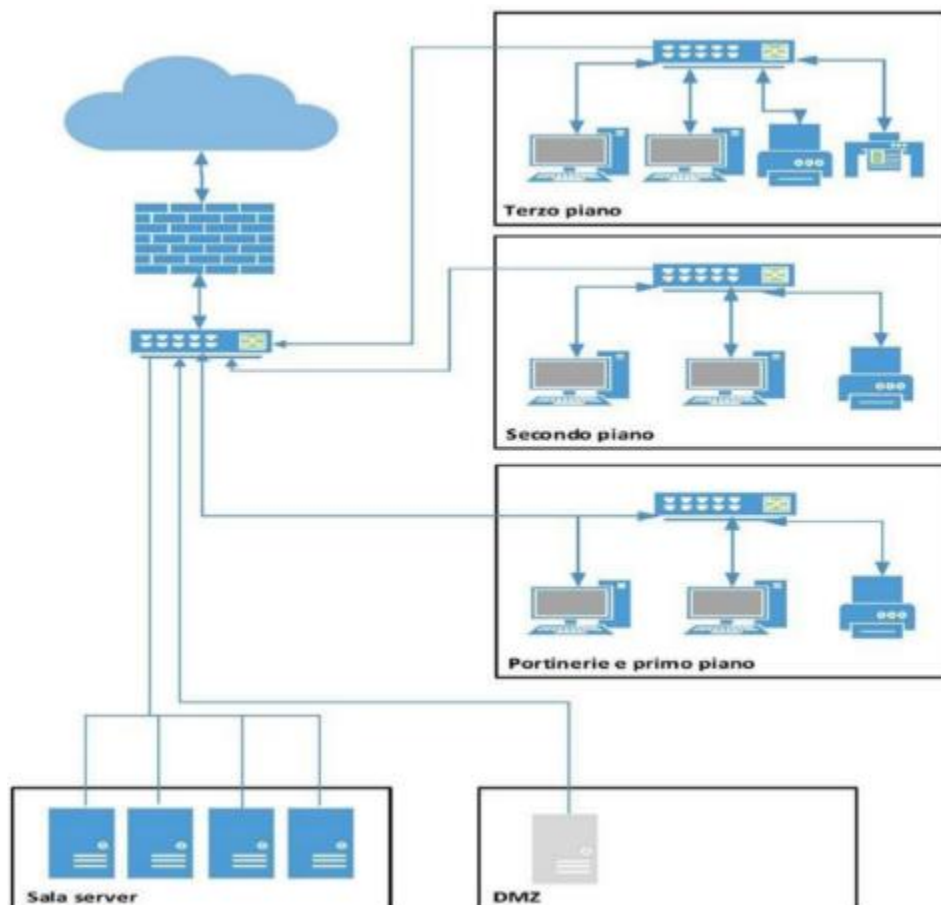 Terzo piano
Secondo piano
Portinerie e primo piano
Sala server
DMZ